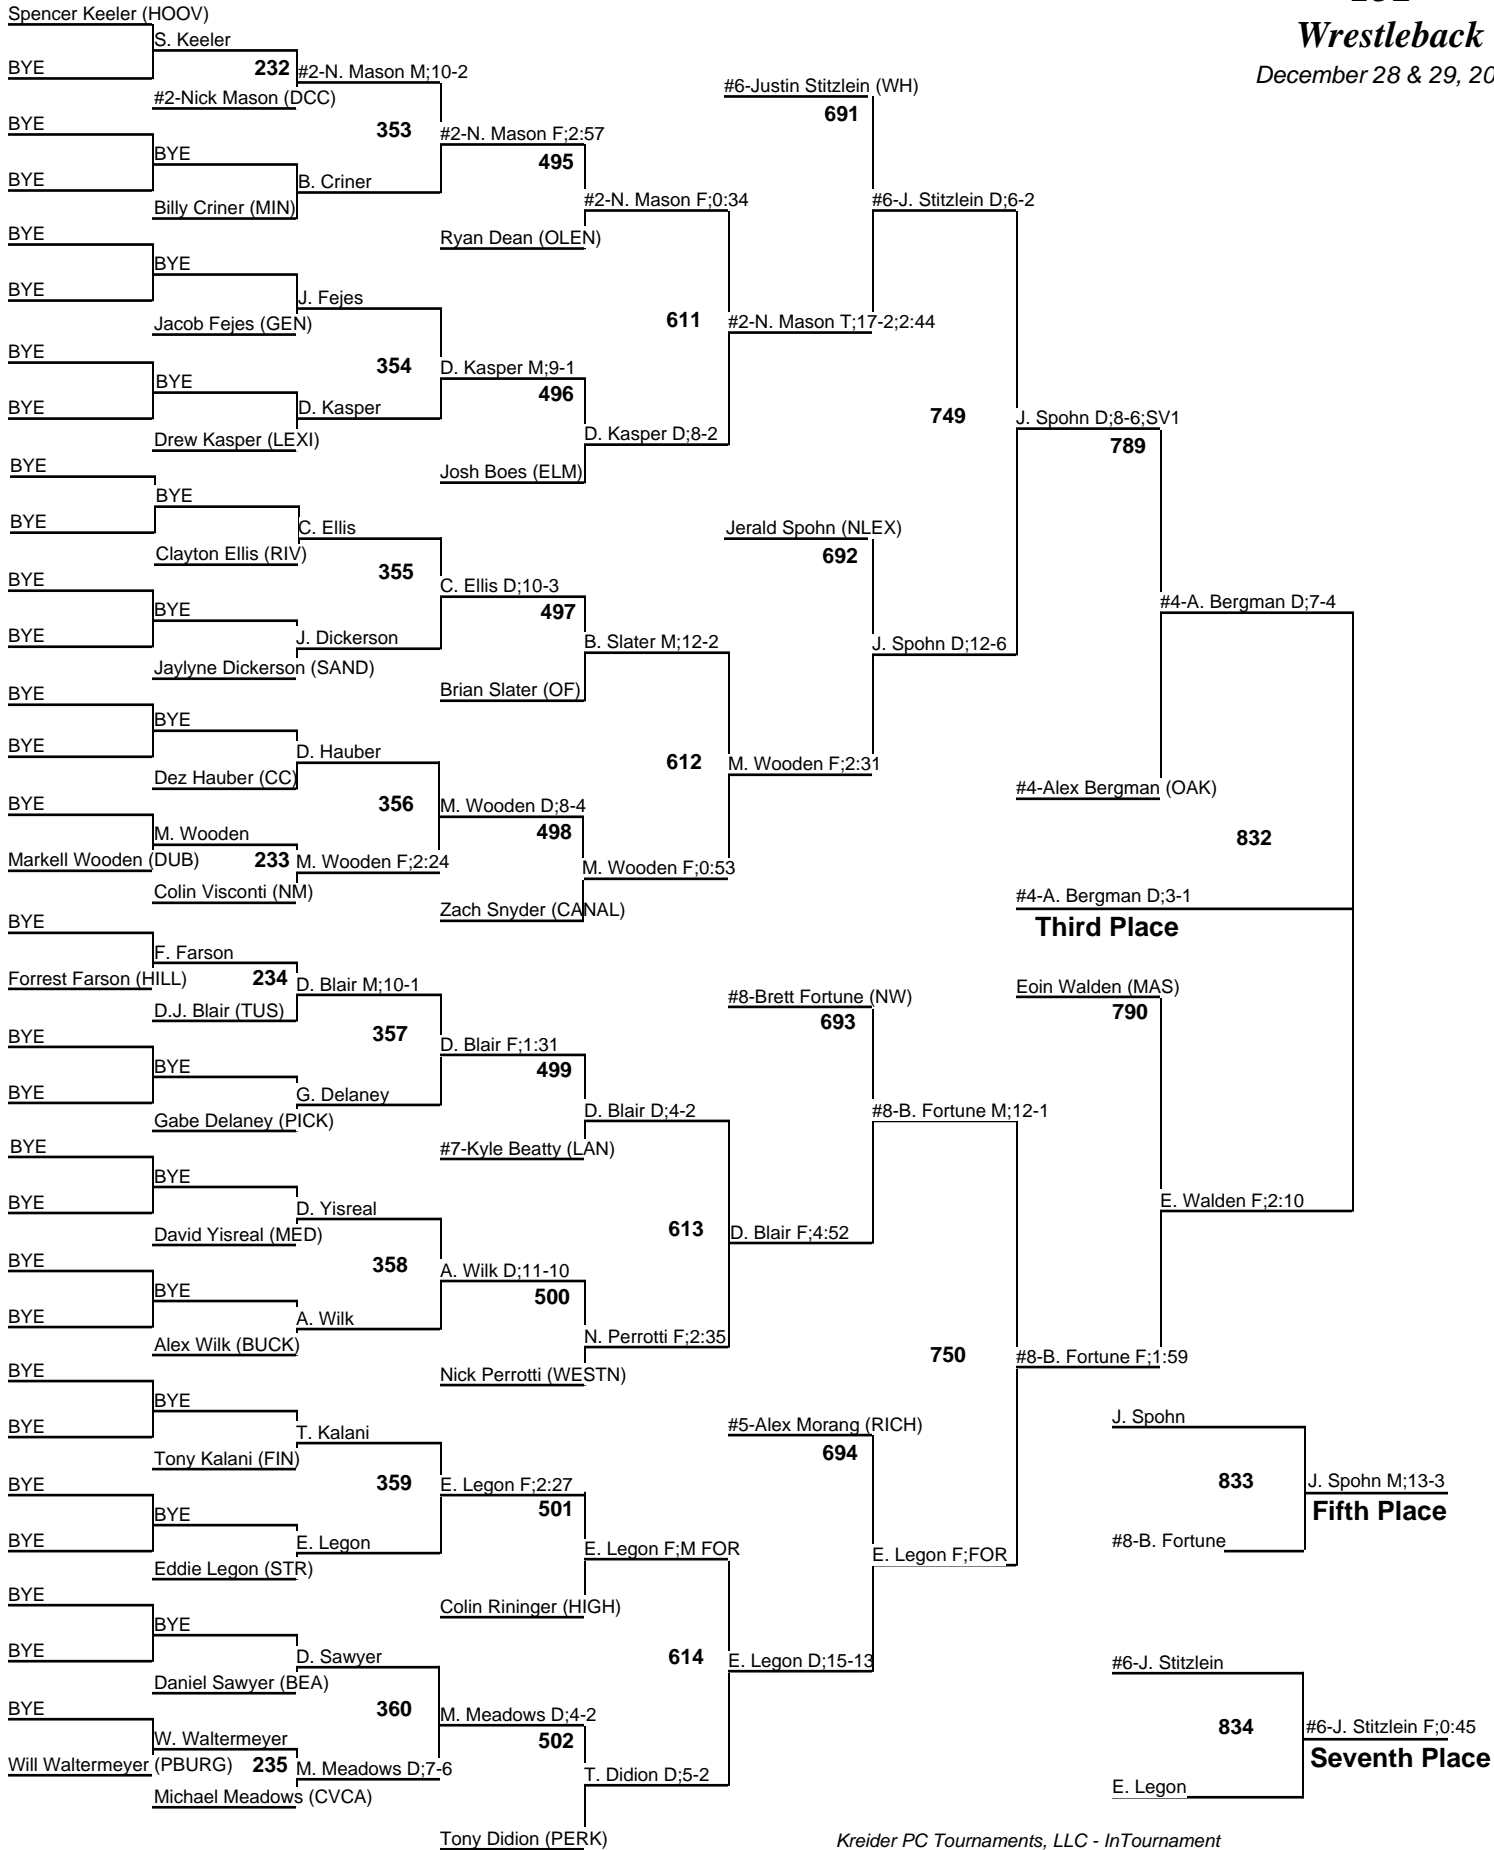 Wrestleback
December 28 & 29, 20
Spencer Keeler (HOOV)
S. Keeler
BYE
232 #2-N. Mason M;10-2
#2-Nick Mason (DCC)
#6-Justin Stitzlein (WH)
691
BYE
353
#2-N. Mason F;2:57
BYE
495
BYE
B. Criner
#2-N. Mason F;0:34
#6-J. Stitzlein D;6-2
Billy Criner (MIN)
BYE
Ryan Dean (OLEN)
BYE
BYE
J. Fejes
Jacob Fejes (GEN)
611
#2-N. Mason T;17-2;2:44
BYE
354
D. Kasper M;9-1
BYE
496
BYE
D. Kasper
749
J. Spohn D;8-6;SV1
Drew Kasper (LEXI)
D. Kasper D;8-2
789
BYE
Josh Boes (ELM)
BYE
BYE
C. Ellis
Jerald Spohn (NLEX)
Clayton Ellis (RIV)
692
355
BYE
C. Ellis D;10-3
BYE
497
#4-A. Bergman D;7-4
BYE
J. Dickerson
B. Slater M;12-2
J. Spohn D;12-6
Jaylyne Dickerson (SAND)
BYE
Brian Slater (OF)
BYE
BYE
D. Hauber
612
M. Wooden F;2:31
Dez Hauber (CC)
#4-Alex Bergman (OAK)
BYE
356
M. Wooden D;8-4
M. Wooden
498
832
Markell Wooden (DUB)
233 M. Wooden F;2:24
M. Wooden F;0:53
Colin Visconti (NM)
#4-A. Bergman D;3-1
Zach Snyder (CANAL)
Third Place
BYE
F. Farson
Forrest Farson (HILL)
234 D. Blair M;10-1
Eoin Walden (MAS)
D.J. Blair (TUS)
#8-Brett Fortune (NW)
790
693
BYE
357
D. Blair F;1:31
BYE
499
BYE
G. Delaney
D. Blair D;4-2
#8-B. Fortune M;12-1
Gabe Delaney (PICK)
BYE
#7-Kyle Beatty (LAN)
BYE
BYE
D. Yisreal
E. Walden F;2:10
David Yisreal (MED)
613
D. Blair F;4:52
BYE
358
A. Wilk D;11-10
BYE
500
BYE
A. Wilk
N. Perrotti F;2:35
Alex Wilk (BUCK)
750
#8-B. Fortune F;1:59
BYE
Nick Perrotti (WESTN)
BYE
BYE
T. Kalani
#5-Alex Morang (RICH)
J. Spohn
Tony Kalani (FIN)
694
BYE
359
E. Legon F;2:27
833
J. Spohn M;13-3
BYE
501
Fifth Place
BYE
E. Legon
E. Legon F;M FOR
E. Legon F;FOR
#8-B. Fortune
Eddie Legon (STR)
BYE
Colin Rininger (HIGH)
BYE
BYE
D. Sawyer
614
E. Legon D;15-13
#6-J. Stitzlein
Daniel Sawyer (BEA)
BYE
360
M. Meadows D;4-2
W. Waltermeyer
502
834
#6-J. Stitzlein F;0:45
Will Waltermeyer (PBURG)
235 M. Meadows D;7-6
T. Didion D;5-2
Seventh Place
Michael Meadows (CVCA)
E. Legon
Tony Didion (PERK)
Kreider PC Tournaments, LLC - InTournament